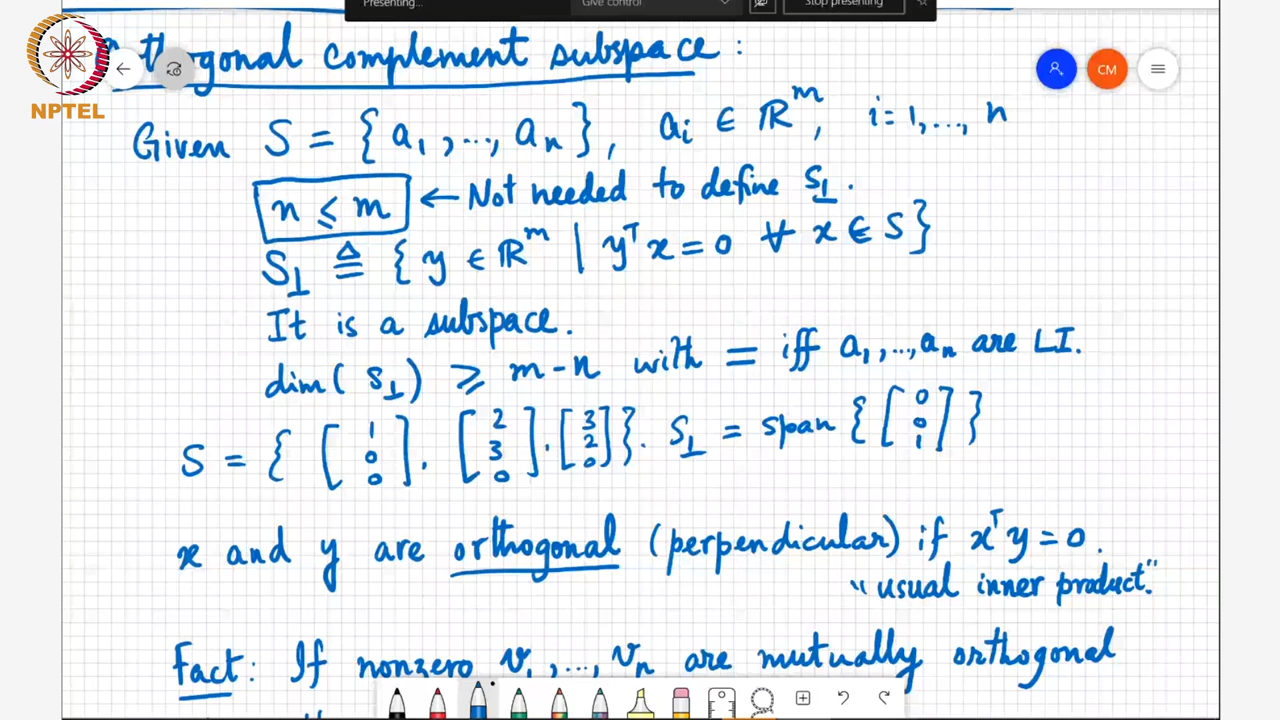 Presenting...
Give control
Stop presenting
NPTEL
CM
complement subspace :
Given S = { a₁, ..., aₙ }, aᵢ ∈ ℝᵐ, i = 1, ..., n
n ≤ m ← Not needed to define S⊥.
S⊥ ≜ { y ∈ ℝᵐ | yᵀx = 0 ∀ x ∈ S }
It is a subspace.
dim( S⊥ ) ≥ m - n with = iff a₁, ..., aₙ are LI.
S = { [1 0 0], [2 3 0], [3 2 0] }. S⊥ = span { [0 0 1] }
x and y are orthogonal (perpendicular) if xᵀy = 0.
"usual inner product."
Fact: If nonzero v₁, ..., vₙ are mutually orthogonal